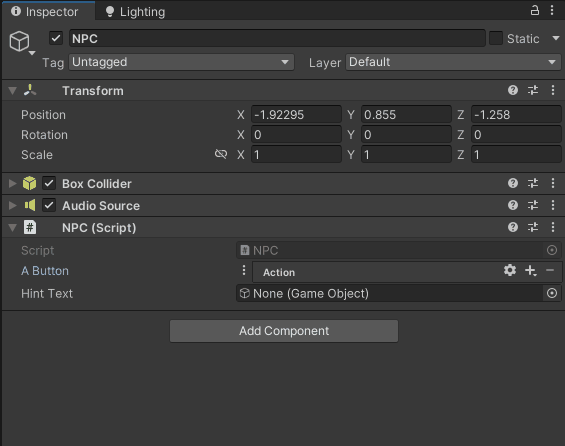 Inspector Lighting
NPC Static
Tag Untagged Layer Default
Transform
Position X -1.92295 Y 0.855 Z -1.258
Rotation X 0 Y 0 Z 0
Scale X 1 Y 1 Z 1
Box Collider
Audio Source
# NPC (Script)
Script # NPC
A Button Action
Hint Text None (Game Object)
Add Component